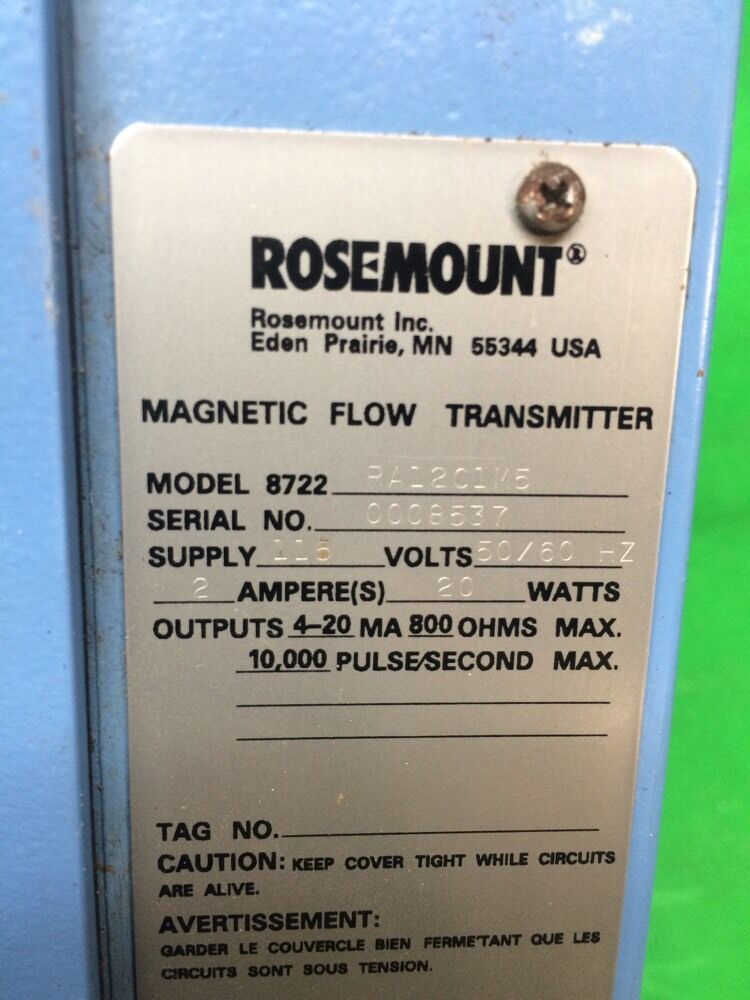 ROSEMOUNT®
Rosemount Inc.
Eden Prairie, MN 55344 USA
MAGNETIC FLOW TRANSMITTER
MODEL 8722 RA12C1M5
SERIAL NO. 0008537
SUPPLY 115 VOLTS 50/60 HZ
2 AMPERE(S) 20 WATTS
OUTPUTS 4-20 MA 800 OHMS MAX.
10,000 PULSE/SECOND MAX.
TAG NO.
CAUTION: KEEP COVER TIGHT WHILE CIRCUITS
ARE ALIVE.
AVERTISSEMENT:
GARDER LE COUVERCLE BIEN FERME'TANT QUE LES
CIRCUITS SONT SOUS TENSION.